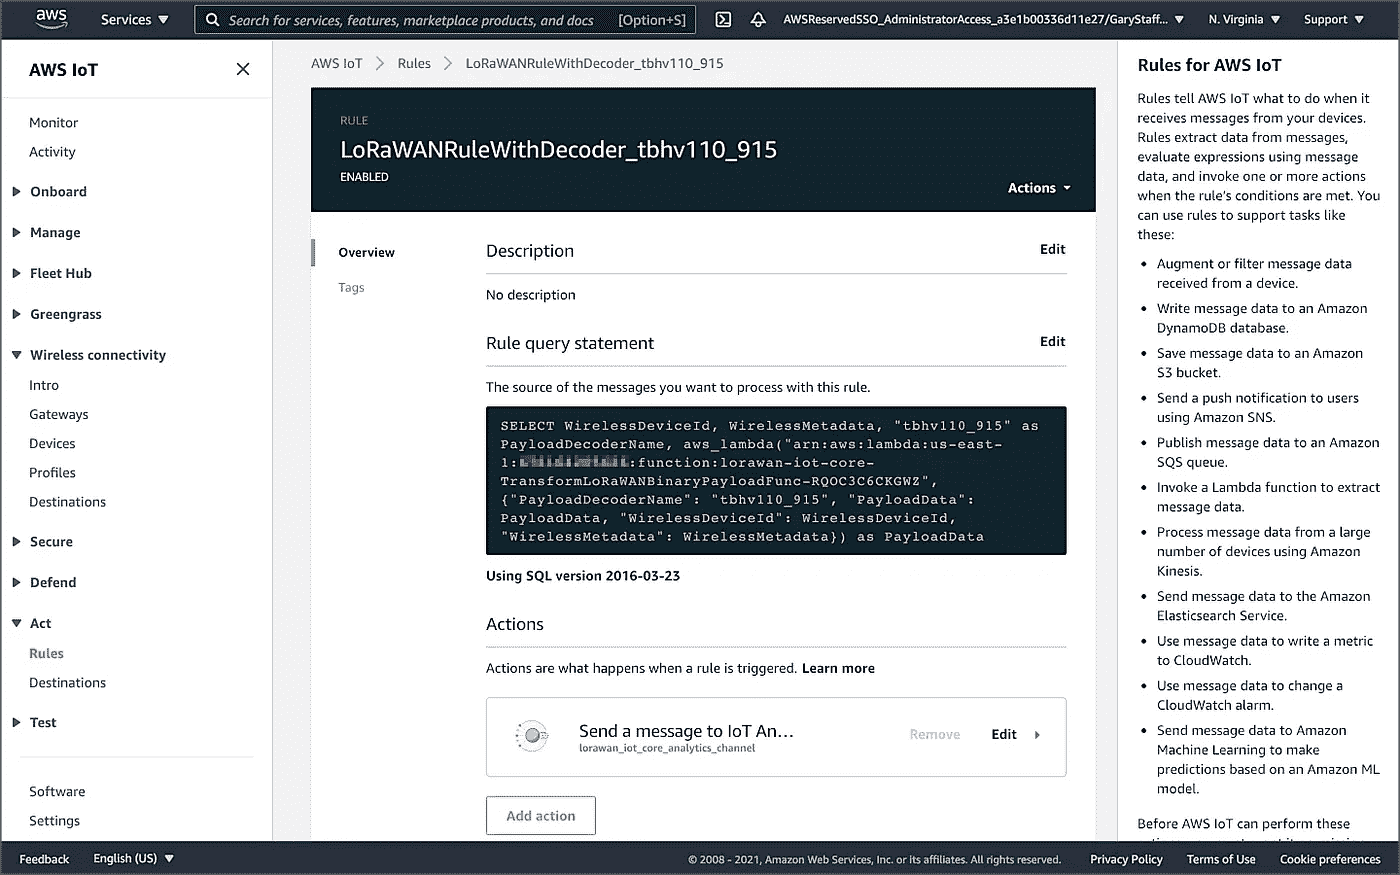 aws
Services
Search for services, features, marketplace products, and docs [Option+S]
AWSReservedSSO_AdministratorAccess_a3e1b00336d11e27/GaryStaff...
N. Virginia
Support
AWS IoT
Monitor
Activity
Onboard
Manage
Fleet Hub
Greengrass
Wireless connectivity
Intro
Gateways
Devices
Profiles
Destinations
Secure
Defend
Act
Rules
Destinations
Test
Software
Settings
AWS IoT
Rules
LoRaWANRuleWithDecoder_tbhv110_915
RULE
LoRaWANRuleWithDecoder_tbhv110_915
ENABLED
Actions
Overview
Tags
Description
Edit
No description
Rule query statement
Edit
The source of the messages you want to process with this rule.
SELECT WirelessDeviceId, WirelessMetadata, "tbhv110_915" as
PayloadDecoderName, aws_lambda("arn:aws:lambda:us-east-
1: :function:lorawan-iot-core-
TransformLoRaWANBinaryPayloadFunc-RQOC3C6CKGWZ",
{"PayloadDecoderName": "tbhv110_915", "PayloadData":
PayloadData, "WirelessDeviceId": WirelessDeviceId,
"WirelessMetadata": WirelessMetadata}) as PayloadData
Using SQL version 2016-03-23
Actions
Actions are what happens when a rule is triggered. Learn more
Send a message to IoT An...
lorawan_iot_core_analytics_channel
Remove
Edit
Add action
Rules for AWS IoT
Rules tell AWS IoT what to do when it
receives messages from your devices.
Rules extract data from messages,
evaluate expressions using message
data, and invoke one or more actions
when the rule's conditions are met. You
can use rules to support tasks like
these:
• Augment or filter message data
received from a device.
• Write message data to an Amazon
DynamoDB database.
• Save message data to an Amazon
S3 bucket.
• Send a push notification to users
using Amazon SNS.
• Publish message data to an Amazon
SQS queue.
• Invoke a Lambda function to extract
message data.
• Process message data from a large
number of devices using Amazon
Kinesis.
• Send message data to the Amazon
Elasticsearch Service.
• Use message data to write a metric
to CloudWatch.
• Use message data to change a
CloudWatch alarm.
• Send message data to Amazon
Machine Learning to make
predictions based on an Amazon ML
model.
Before AWS IoT can perform these
Feedback
English (US)
© 2008 - 2021, Amazon Web Services, Inc. or its affiliates. All rights reserved.
Privacy Policy
Terms of Use
Cookie preferences